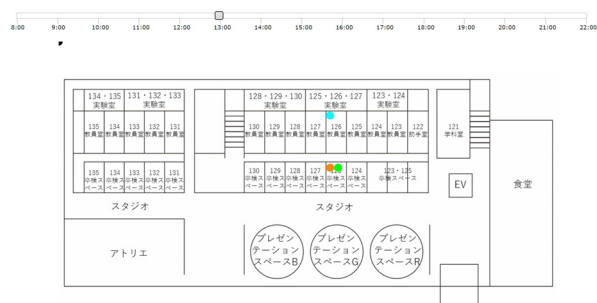 8:00 9:00 10:00 11:00 12:00 13:00 14:00 15:00 16:00 17:00 18:00 19:00 20:00 21:00 22:00
134・135 131・132・133 128・129・130 125・126・127 123・124
実験室 実験室 実験室 実験室 実験室
135 134 133 132 131 130 129 128 127 126 125 124 123 122 121
教員室 教員室 教員室 教員室 教員室 教員室 教員室 教員室 教員室 教員室 教員室 教員室 教員室 助手室 学科室
135 134 133 132 131 130 129 128 127 124 123・125
卒検ス 卒検ス 卒検ス 卒検ス 卒検ス 卒検ス 卒検ス 卒検ス 卒検ス 卒検ス 卒検ス 卒検ス
ペース ペース ペース ペース ペース ペース ペース ペース ペース ペース ペース ペース
EV
食堂
スタジオ スタジオ
アトリエ
プレゼン プレゼン プレゼン
テーション テーション テーション
スペースB スペースG スペースR